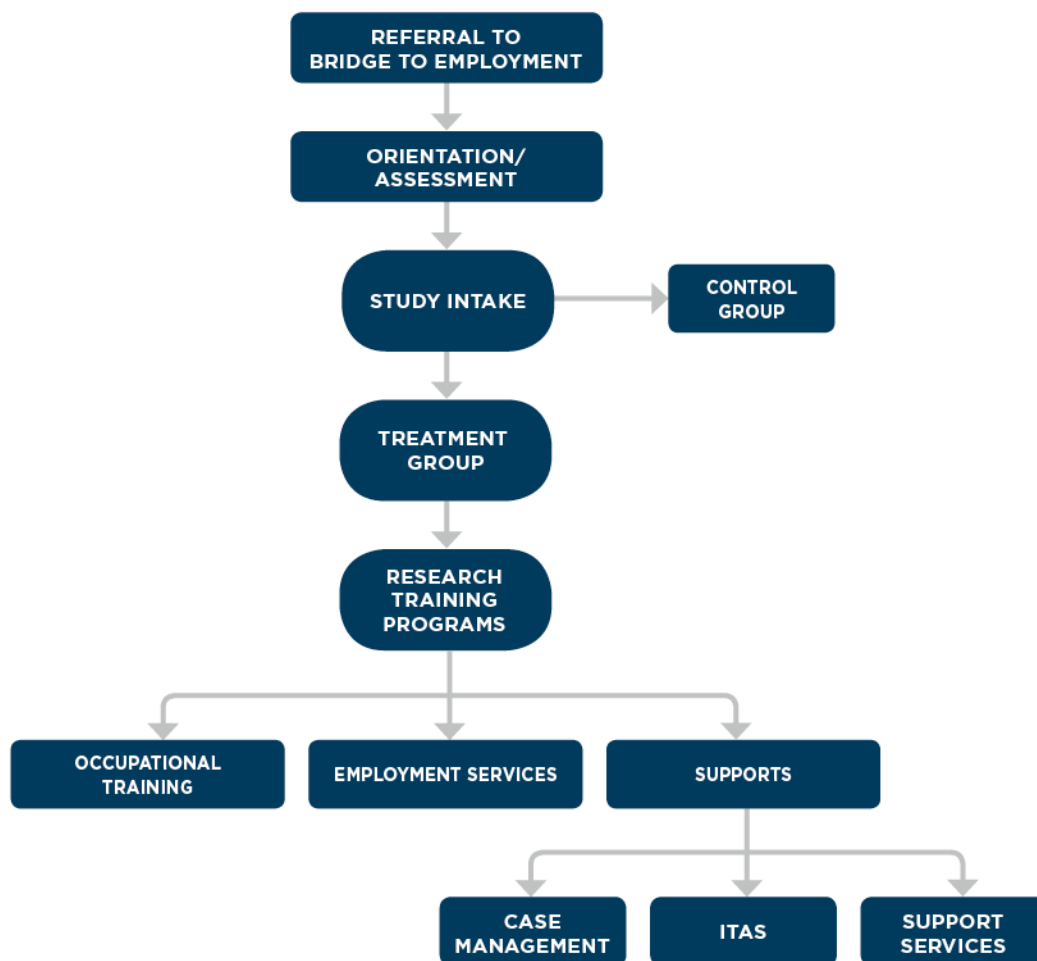 REFERRAL TO
BRIDGE TO EMPLOYMENT
ORIENTATION/
ASSESSMENT
STUDY INTAKE
CONTROL
GROUP
TREATMENT
GROUP
RESEARCH
TRAINING
PROGRAMS
OCCUPATIONAL
TRAINING
EMPLOYMENT SERVICES
SUPPORTS
CASE
MANAGEMENT
ITAS
SUPPORT
SERVICES